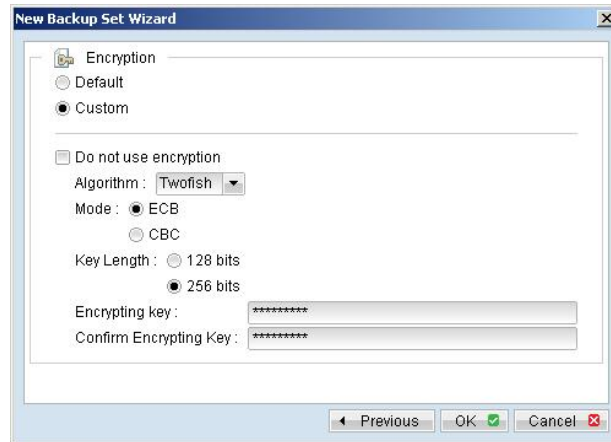 New Backup Set Wizard
Encryption
Default
Custom
Do not use encryption
Algorithm : Twofish
Mode : ECB
CBC
Key Length : 128 bits
256 bits
Encrypting key : *********
Confirm Encrypting Key : *********
Previous OK Cancel